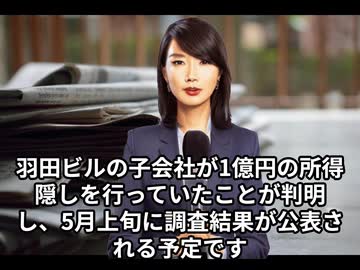 羽田ビルの子会社が1億円の所得
隠しを行っていたことが判明
し、5月上旬に調査結果が公表さ
れる予定です